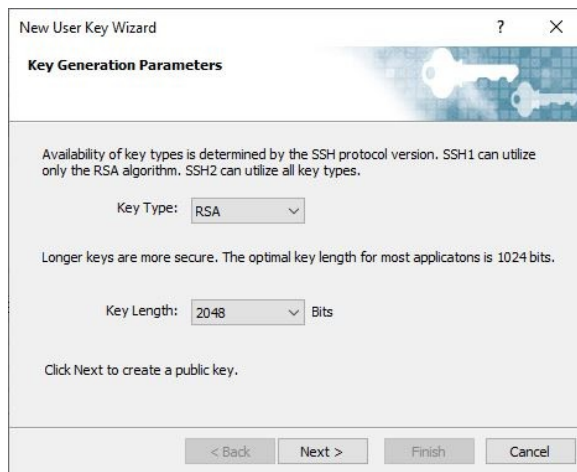 New User Key Wizard
?
Key Generation Parameters
Availability of key types is determined by the SSH protocol version. SSH1 can utilize
only the RSA algorithm. SSH2 can utilize all key types.
Key Type: RSA
Longer keys are more secure. The optimal key length for most applicatons is 1024 bits.
Key Length: 2048 Bits
Click Next to create a public key.
< Back Next > Finish Cancel